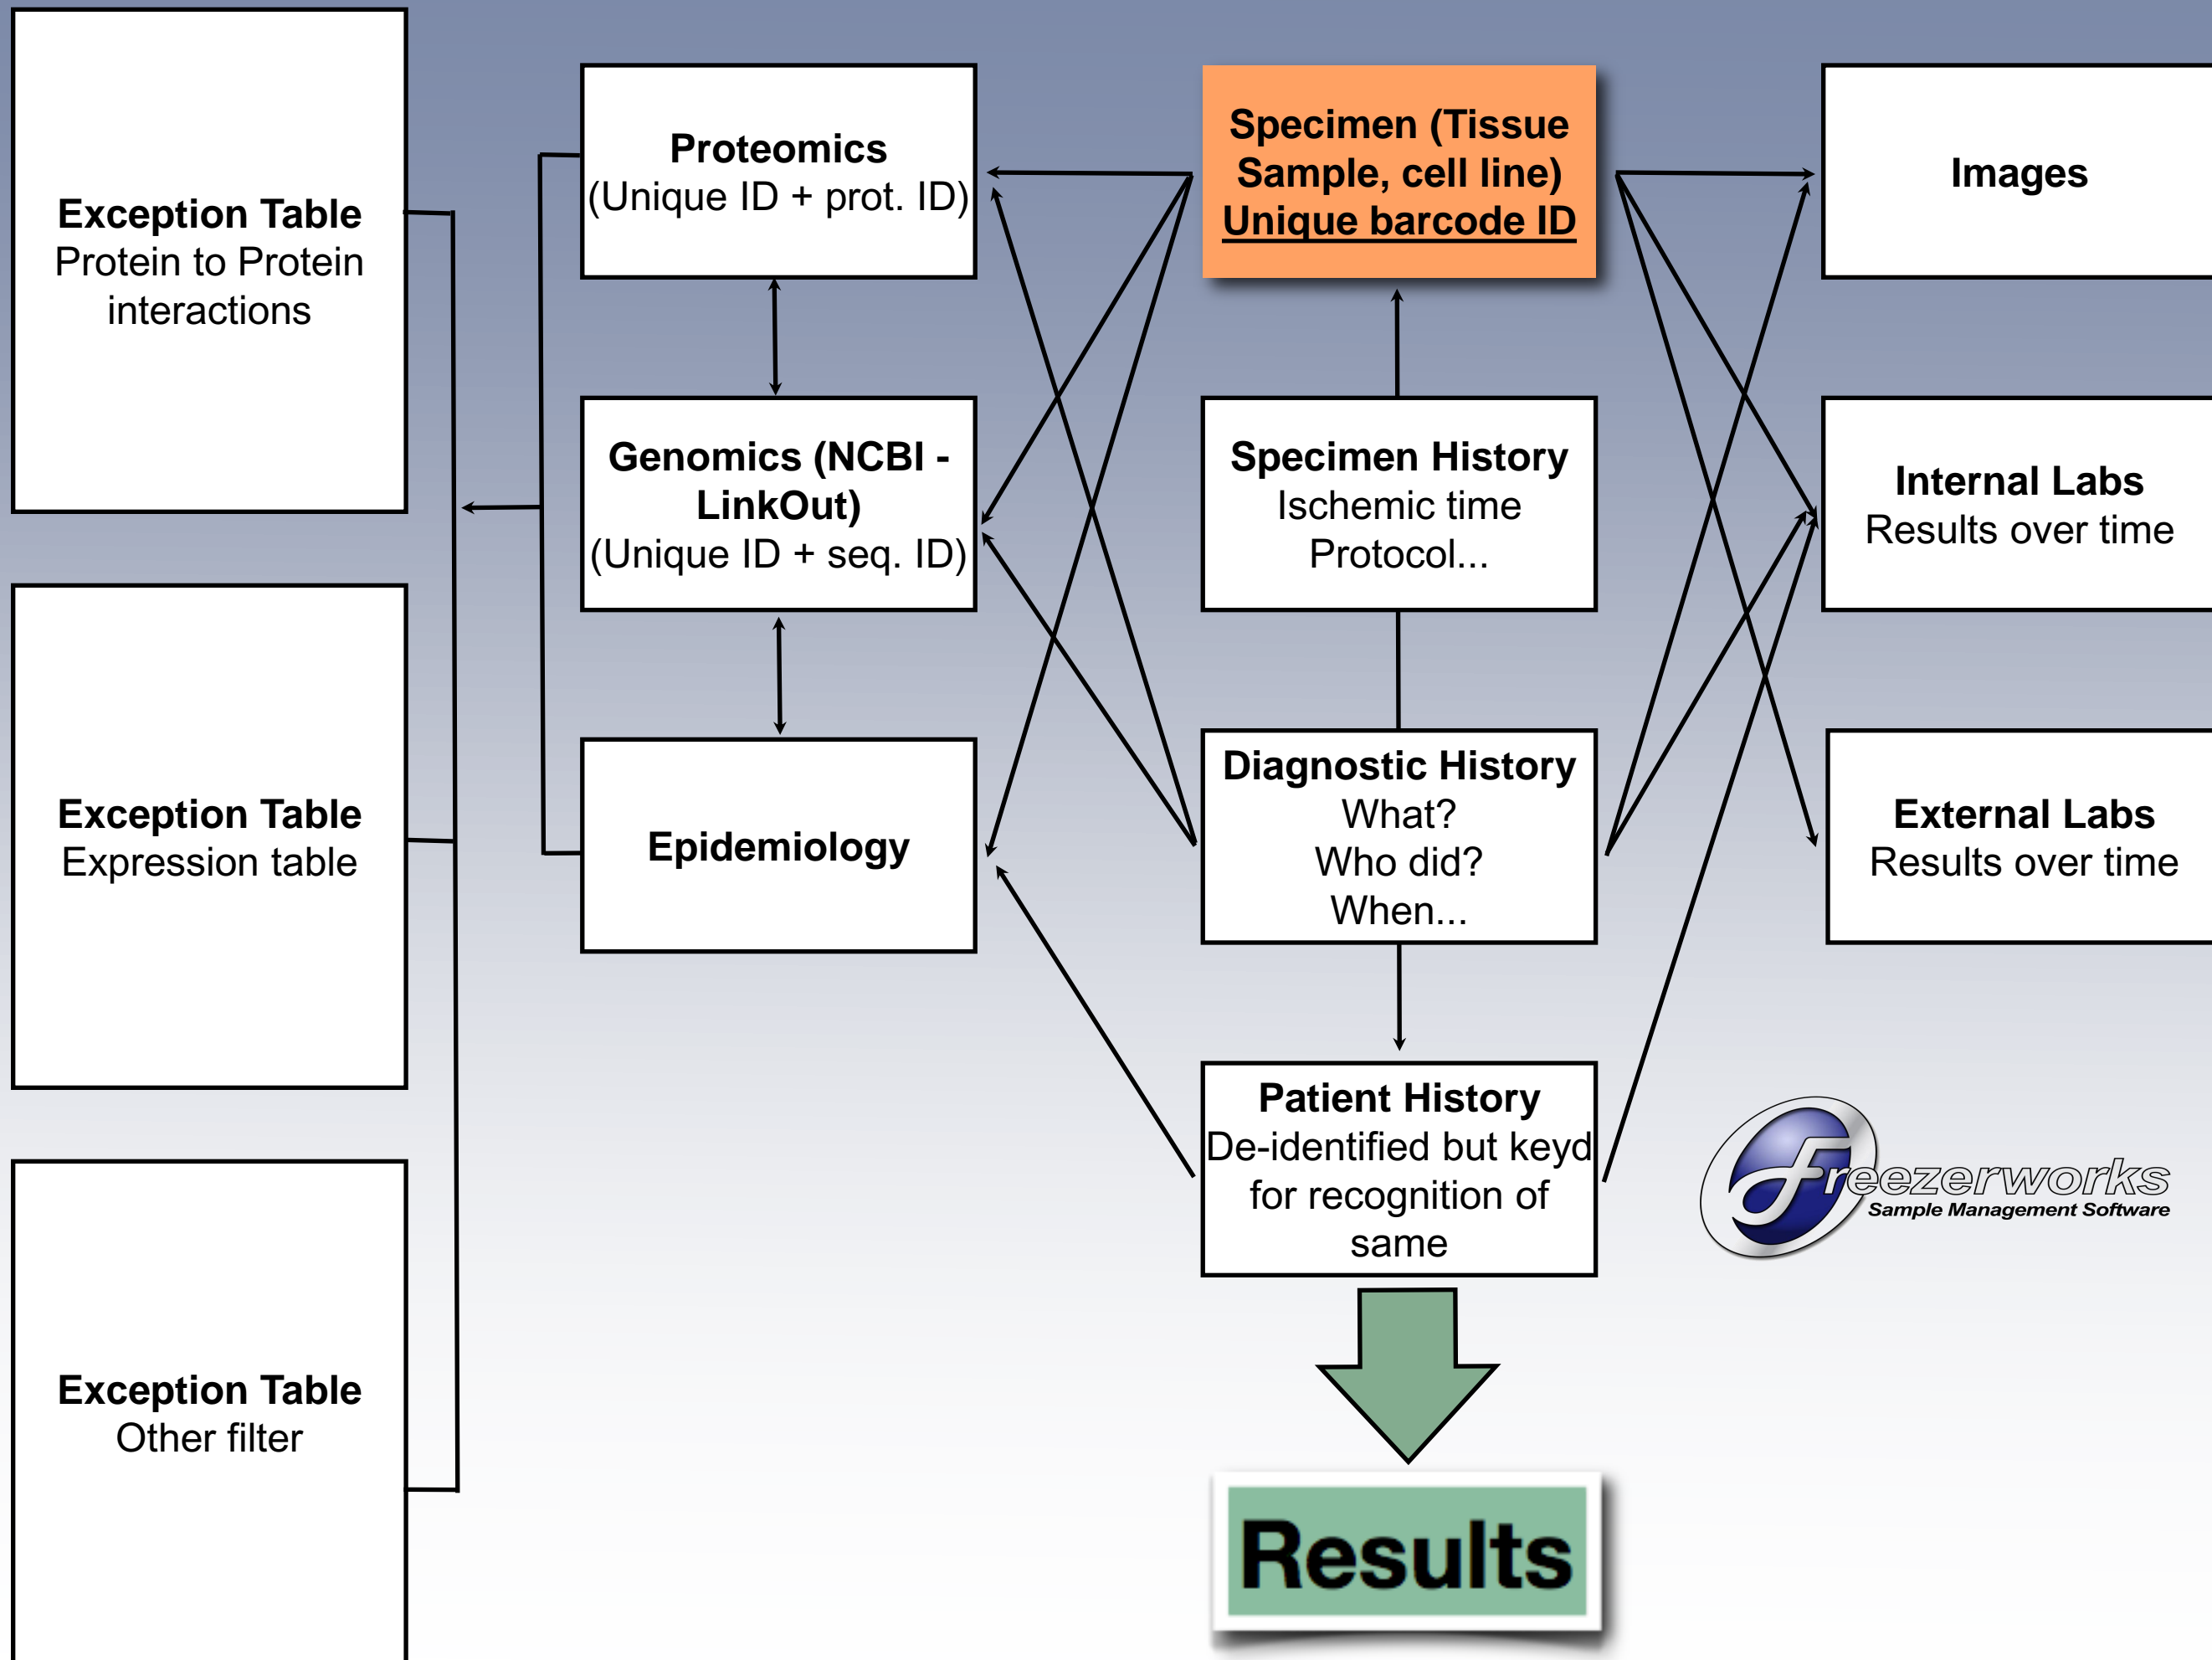 Exception Table
Protein to Protein
interactions
Exception Table
Expression table
Exception Table
Other filter
Proteomics
(Unique ID + prot. ID)
Genomics (NCBI -
LinkOut)
(Unique ID + seq. ID)
Epidemiology
Specimen (Tissue
Sample, cell line)
Unique barcode ID
Specimen History
Ischemic time
Protocol...
Diagnostic History
What?
Who did?
When...
Patient History
De-identified but keyd
for recognition of
same
Results
Images
Internal Labs
Results over time
External Labs
Results over time
Freezerworks
Sample Management Software